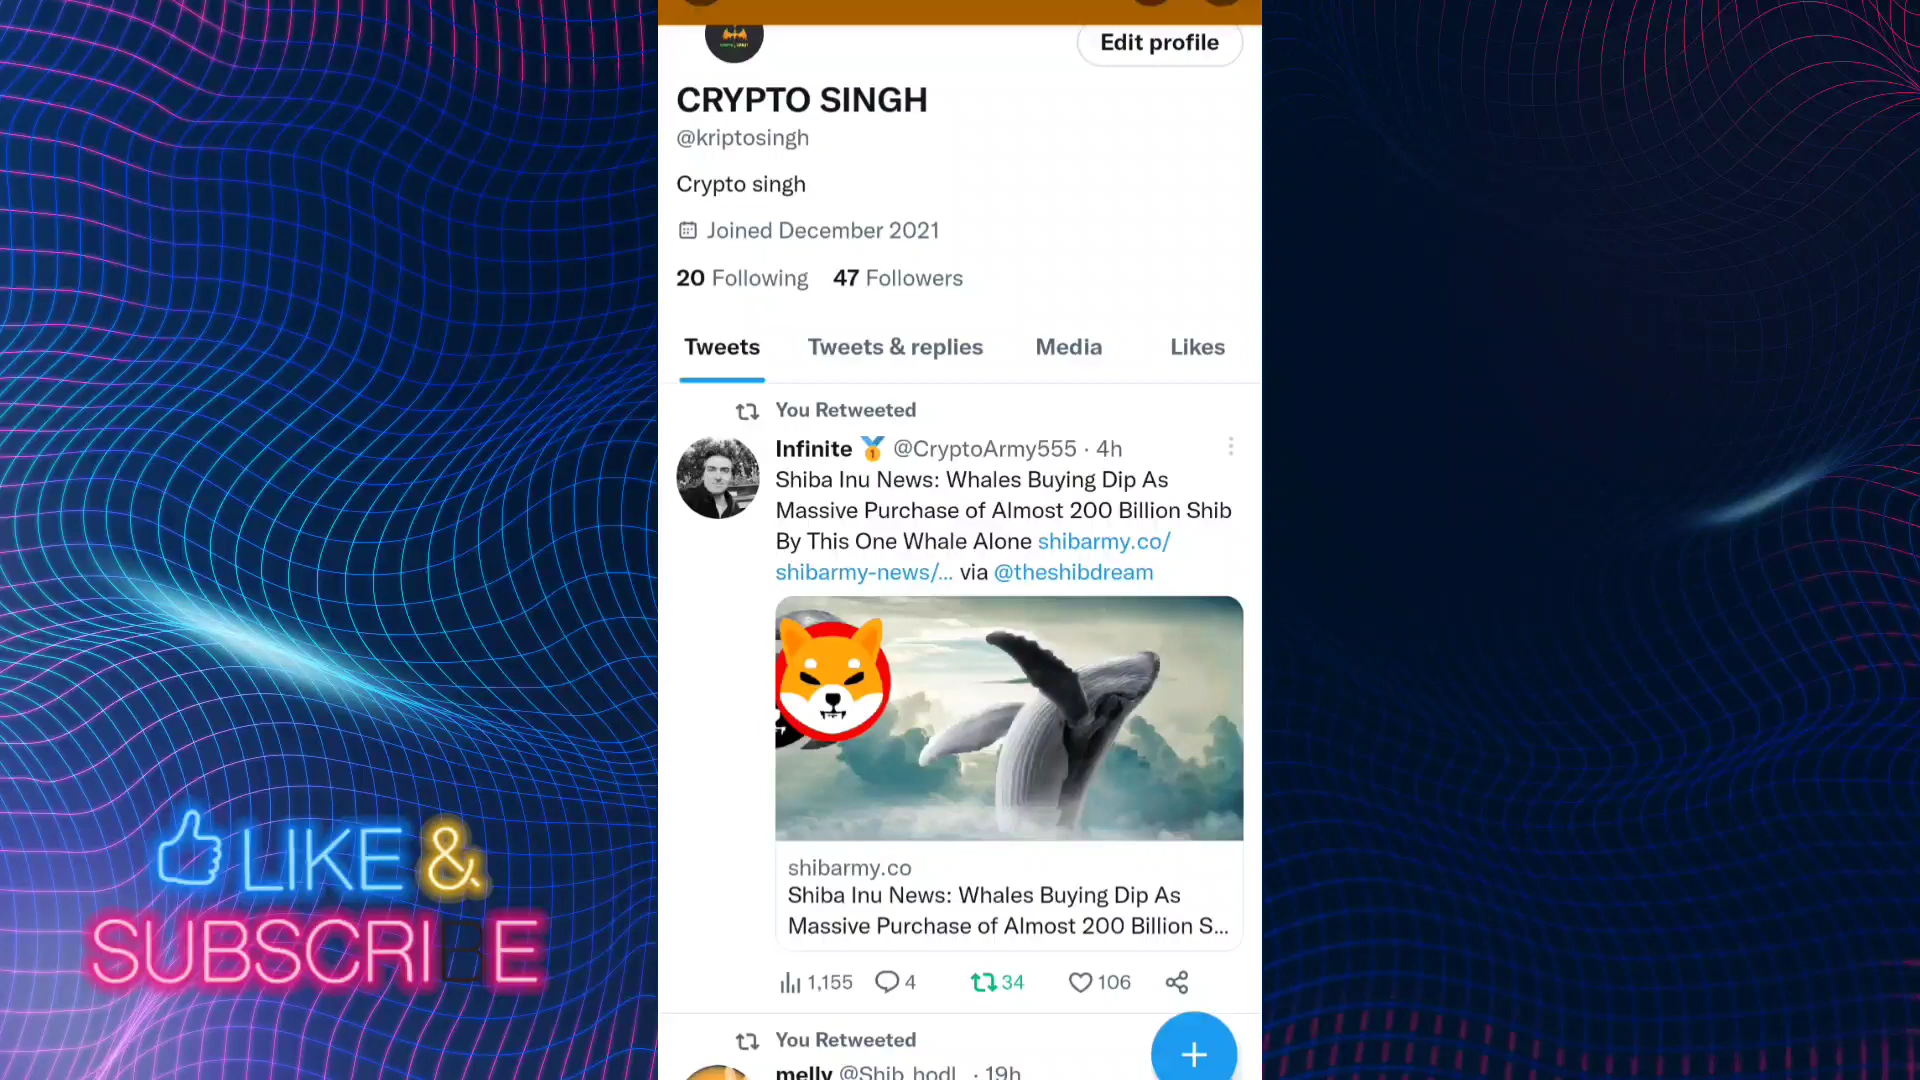 Edit profile
CRYPTO SINGH
@kriptosingh
Crypto singh
Joined December 2021
20 Following 47 Followers
Tweets Tweets & replies Media Likes
You Retweeted
Infinite 🥇 @CryptoArmy555 · 4h
Shiba Inu News: Whales Buying Dip As
Massive Purchase of Almost 200 Billion Shib
By This One Whale Alone shibarmy.co/
shibarmy-news/... via @theshibdream
shibarmy.co
Shiba Inu News: Whales Buying Dip As
Massive Purchase of Almost 200 Billion S...
1,155 4 34 106
You Retweeted
melly @Shib_hodl_ · 19h
LIKE &
SUBSCRIBE